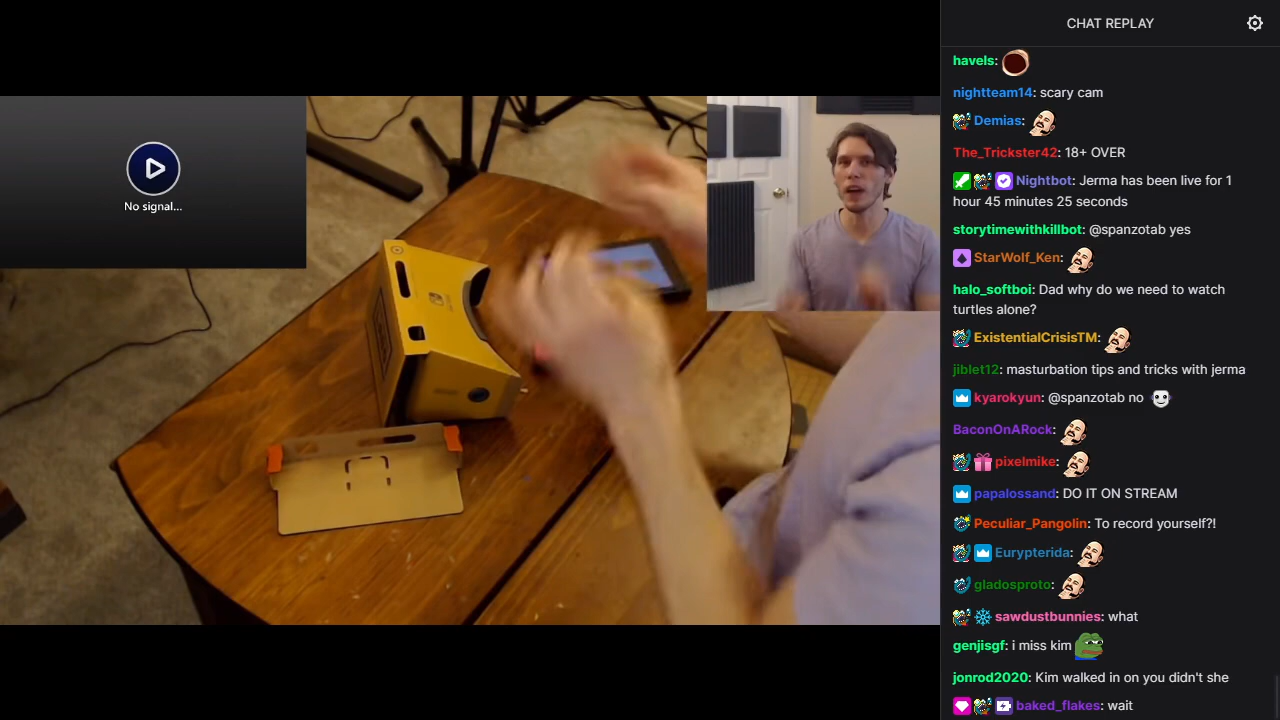 No signal...
CHAT REPLAY
havels:
nightteam14: scary cam
Demias:
The_Trickster42: 18+ OVER
Nightbot: Jerma has been live for 1
hour 45 minutes 25 seconds
storytimewithkillbot: @spanzotab yes
StarWolf_Ken:
halo_softboi: Dad why do we need to watch
turtles alone?
ExistentialCrisisTM:
jiblet12: masturbation tips and tricks with jerma
kyarokyun: @spanzotab no
BaconOnARock:
pixelmike:
papalossand: DO IT ON STREAM
Peculiar_Pangolin: To record yourself?!
Eurypterida:
gladosproto:
sawdustbunnies: what
genjisgf: i miss kim
jonrod2020: Kim walked in on you didn't she
baked_flakes: wait